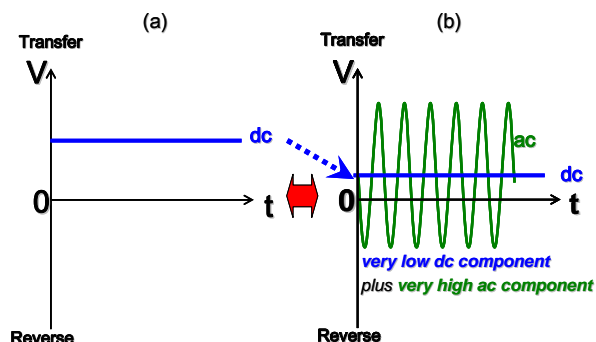 (a)
Transfer
V
dc
0
t
Reverse
(b)
Transfer
V
ac
dc
0
t
very low dc component
plus very high ac component
Reverse